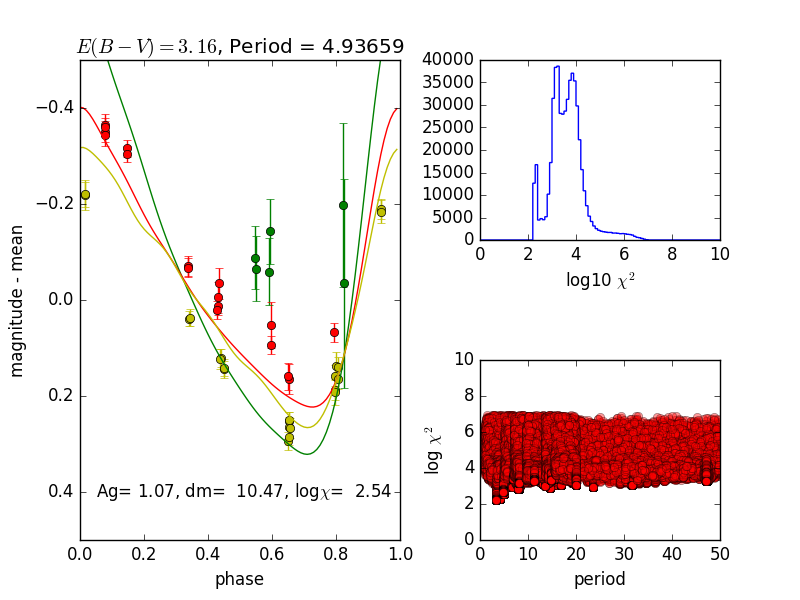 E(B − V) = 3.16, Period = 4.93659
magnitude - mean
−0.4
−0.2
0.0
0.2
0.4
Ag= 1.07, dm= 10.47, logχ= 2.54
0.0 0.2 0.4 0.6 0.8 1.0
phase
40000
35000
30000
25000
20000
15000
10000
5000
0
0 2 4 6 8 10
log10 χ²
log χ²
10
8
6
4
2
0
0 10 20 30 40 50
period